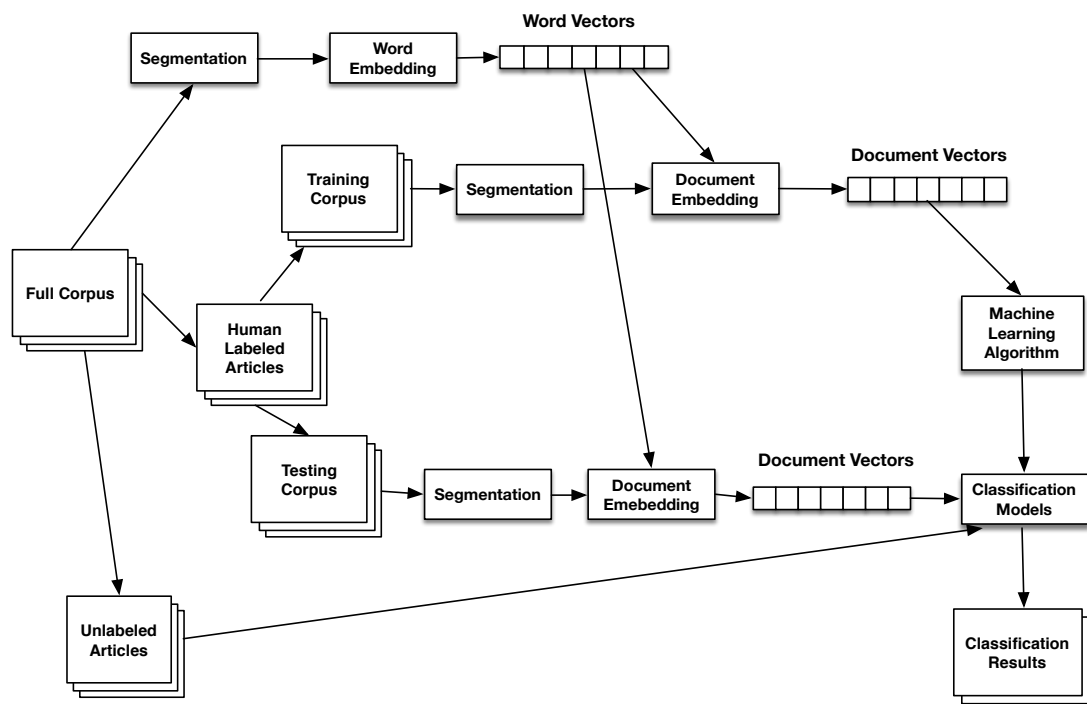 Word Vectors
Segmentation
Word
Embedding
Training
Corpus
Segmentation
Document
Embedding
Document Vectors
Full Corpus
Human
Labeled
Articles
Machine
Learning
Algorithm
Testing
Corpus
Segmentation
Document
Emebedding
Document Vectors
Classification
Models
Unlabeled
Articles
Classification
Results